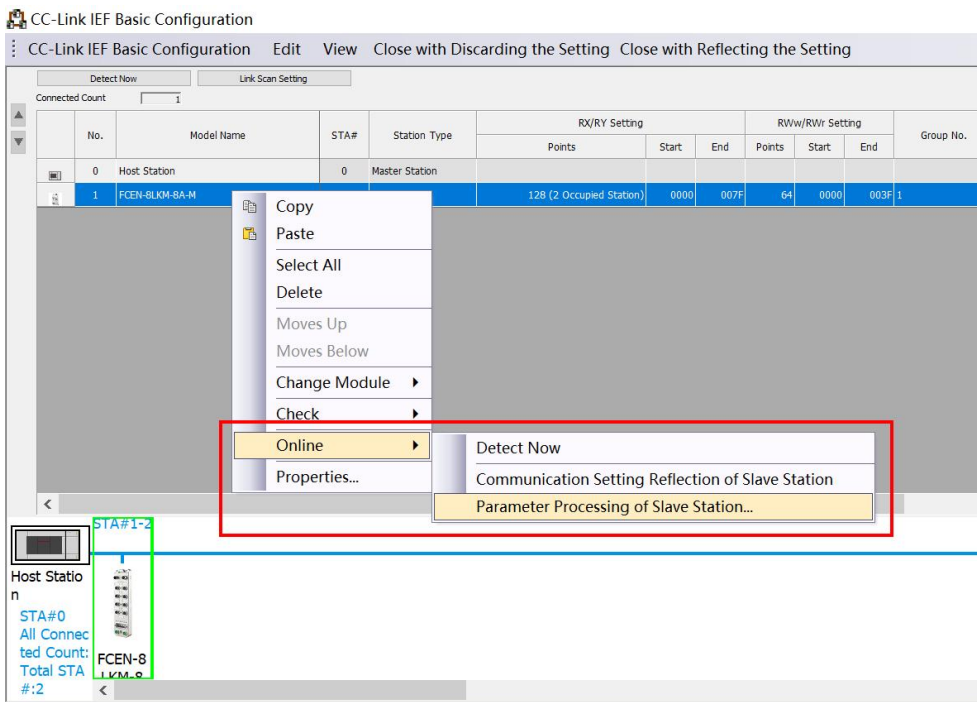 CC-Link IEF Basic Configuration
CC-Link IEF Basic Configuration Edit View Close with Discarding the Setting Close with Reflecting the Setting
Detect Now Link Scan Setting
Connected Count 1
No. Model Name STA# Station Type RX/RY Setting RWw/RWr Setting Group No.
Points Start End Points Start End
0 Host Station 0 Master Station
1 FCEN-8LKM-8A-M 128 (2 Occupied Station) 0000 007F 64 0000 003F 1
Copy
Paste
Select All
Delete
Moves Up
Moves Below
Change Module
Check
Online
Properties...
Detect Now
Communication Setting Reflection of Slave Station
Parameter Processing of Slave Station...
STA#1-2
Host Statio
n
STA#0
All Connec
ted Count:
Total STA
#:2
FCEN-8
LKM-8